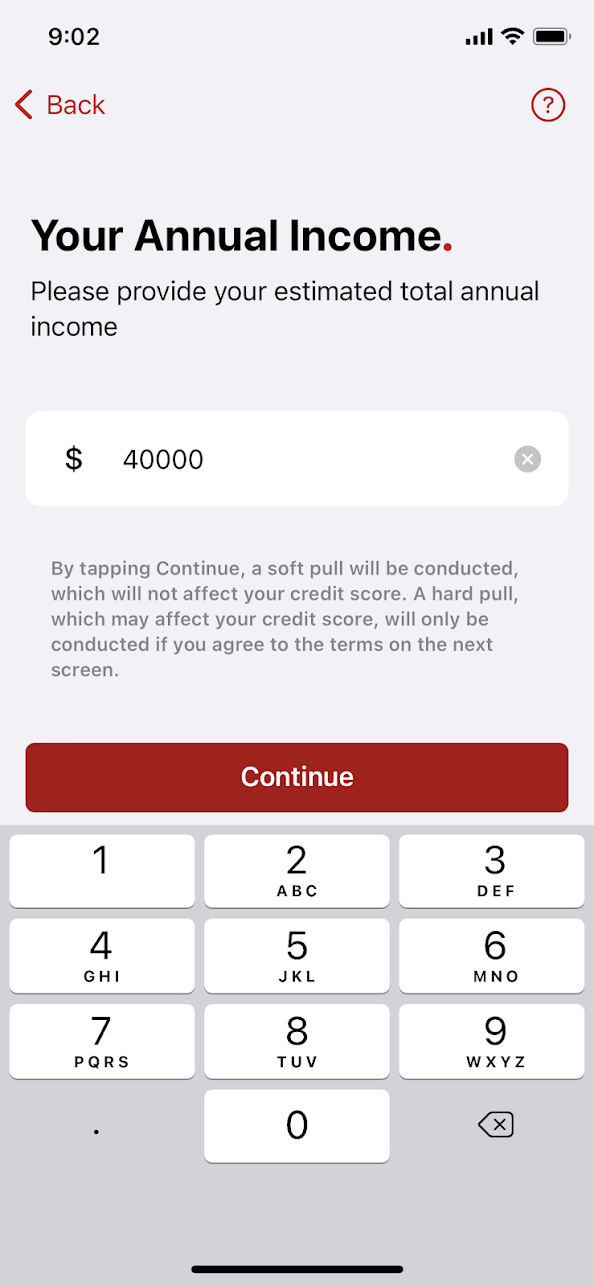 9:02
Back
?
Your Annual Income.
Please provide your estimated total annual
income
$ 40000
By tapping Continue, a soft pull will be conducted,
which will not affect your credit score. A hard pull,
which may affect your credit score, will only be
conducted if you agree to the terms on the next
screen.
Continue
1 2 3
ABC DEF
4 5 6
GHI JKL MNO
7 8 9
PQRS TUV WXYZ
. 0